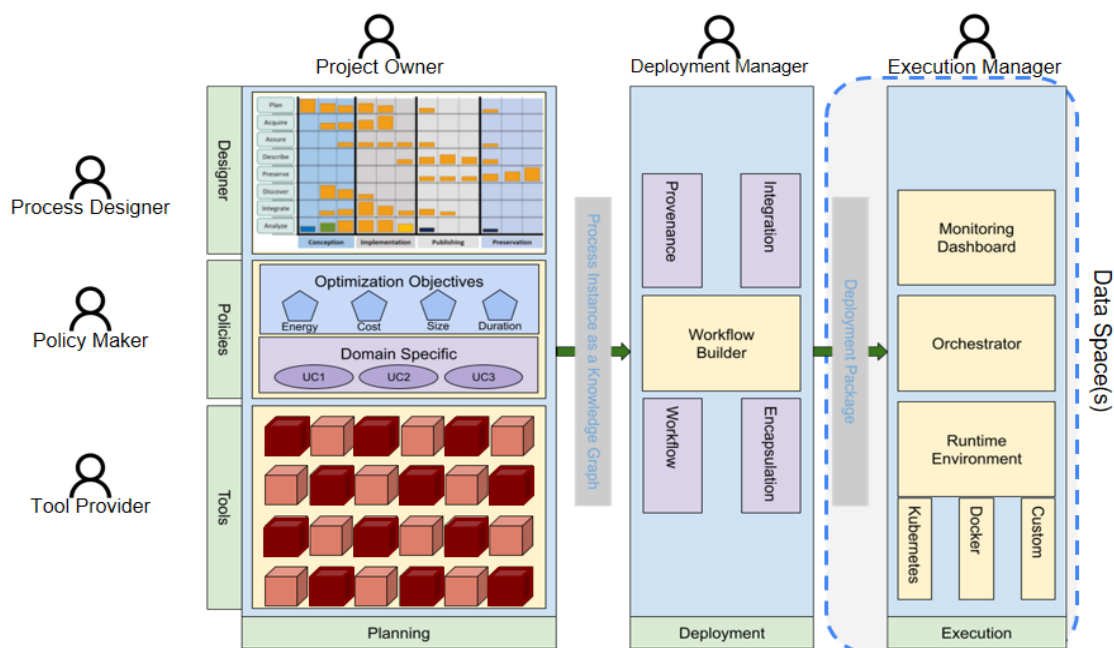 Project Owner
Deployment Manager
Execution Manager
Process Designer
Policy Maker
Tool Provider
Designer
Plan
Acquire
Assure
Describe
Preserve
Discover
Integrate
Analyze
Conception
Implementation
Publishing
Preservation
Policies
Optimization Objectives
Energy
Cost
Size
Duration
Domain Specific
UC1
UC2
UC3
Tools
Planning
Process Instance as a Knowledge Graph
Provenance
Integration
Workflow
Builder
Workflow
Encapsulation
Deployment
Deployment Package
Monitoring
Dashboard
Orchestrator
Runtime
Environment
Kubernetes
Docker
Custom
Execution
Data Space(s)